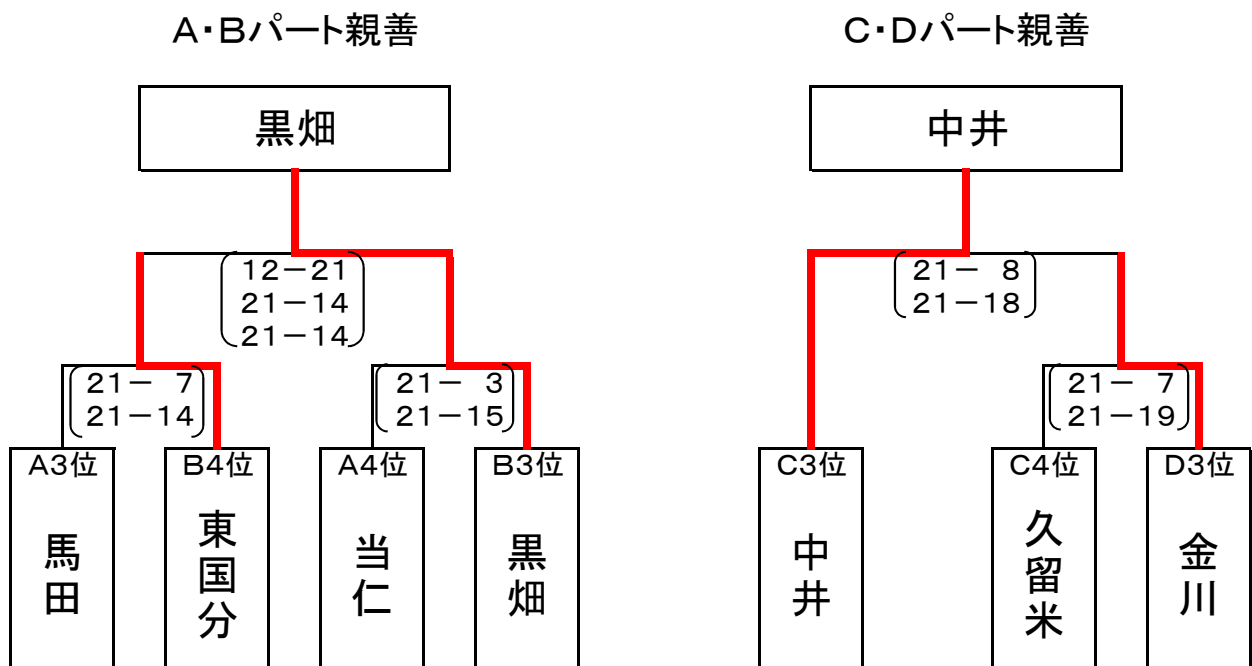 A・Bパート親善
黒畑
12－21
21－14
21－14
21－ 7
21－14
21－ 3
21－15
A3位
B4位
A4位
B3位
馬田
東国分
当仁
黒畑
C・Dパート親善
中井
21－ 8
21－18
21－ 7
21－19
C3位
C4位
D3位
中井
久留米
金川